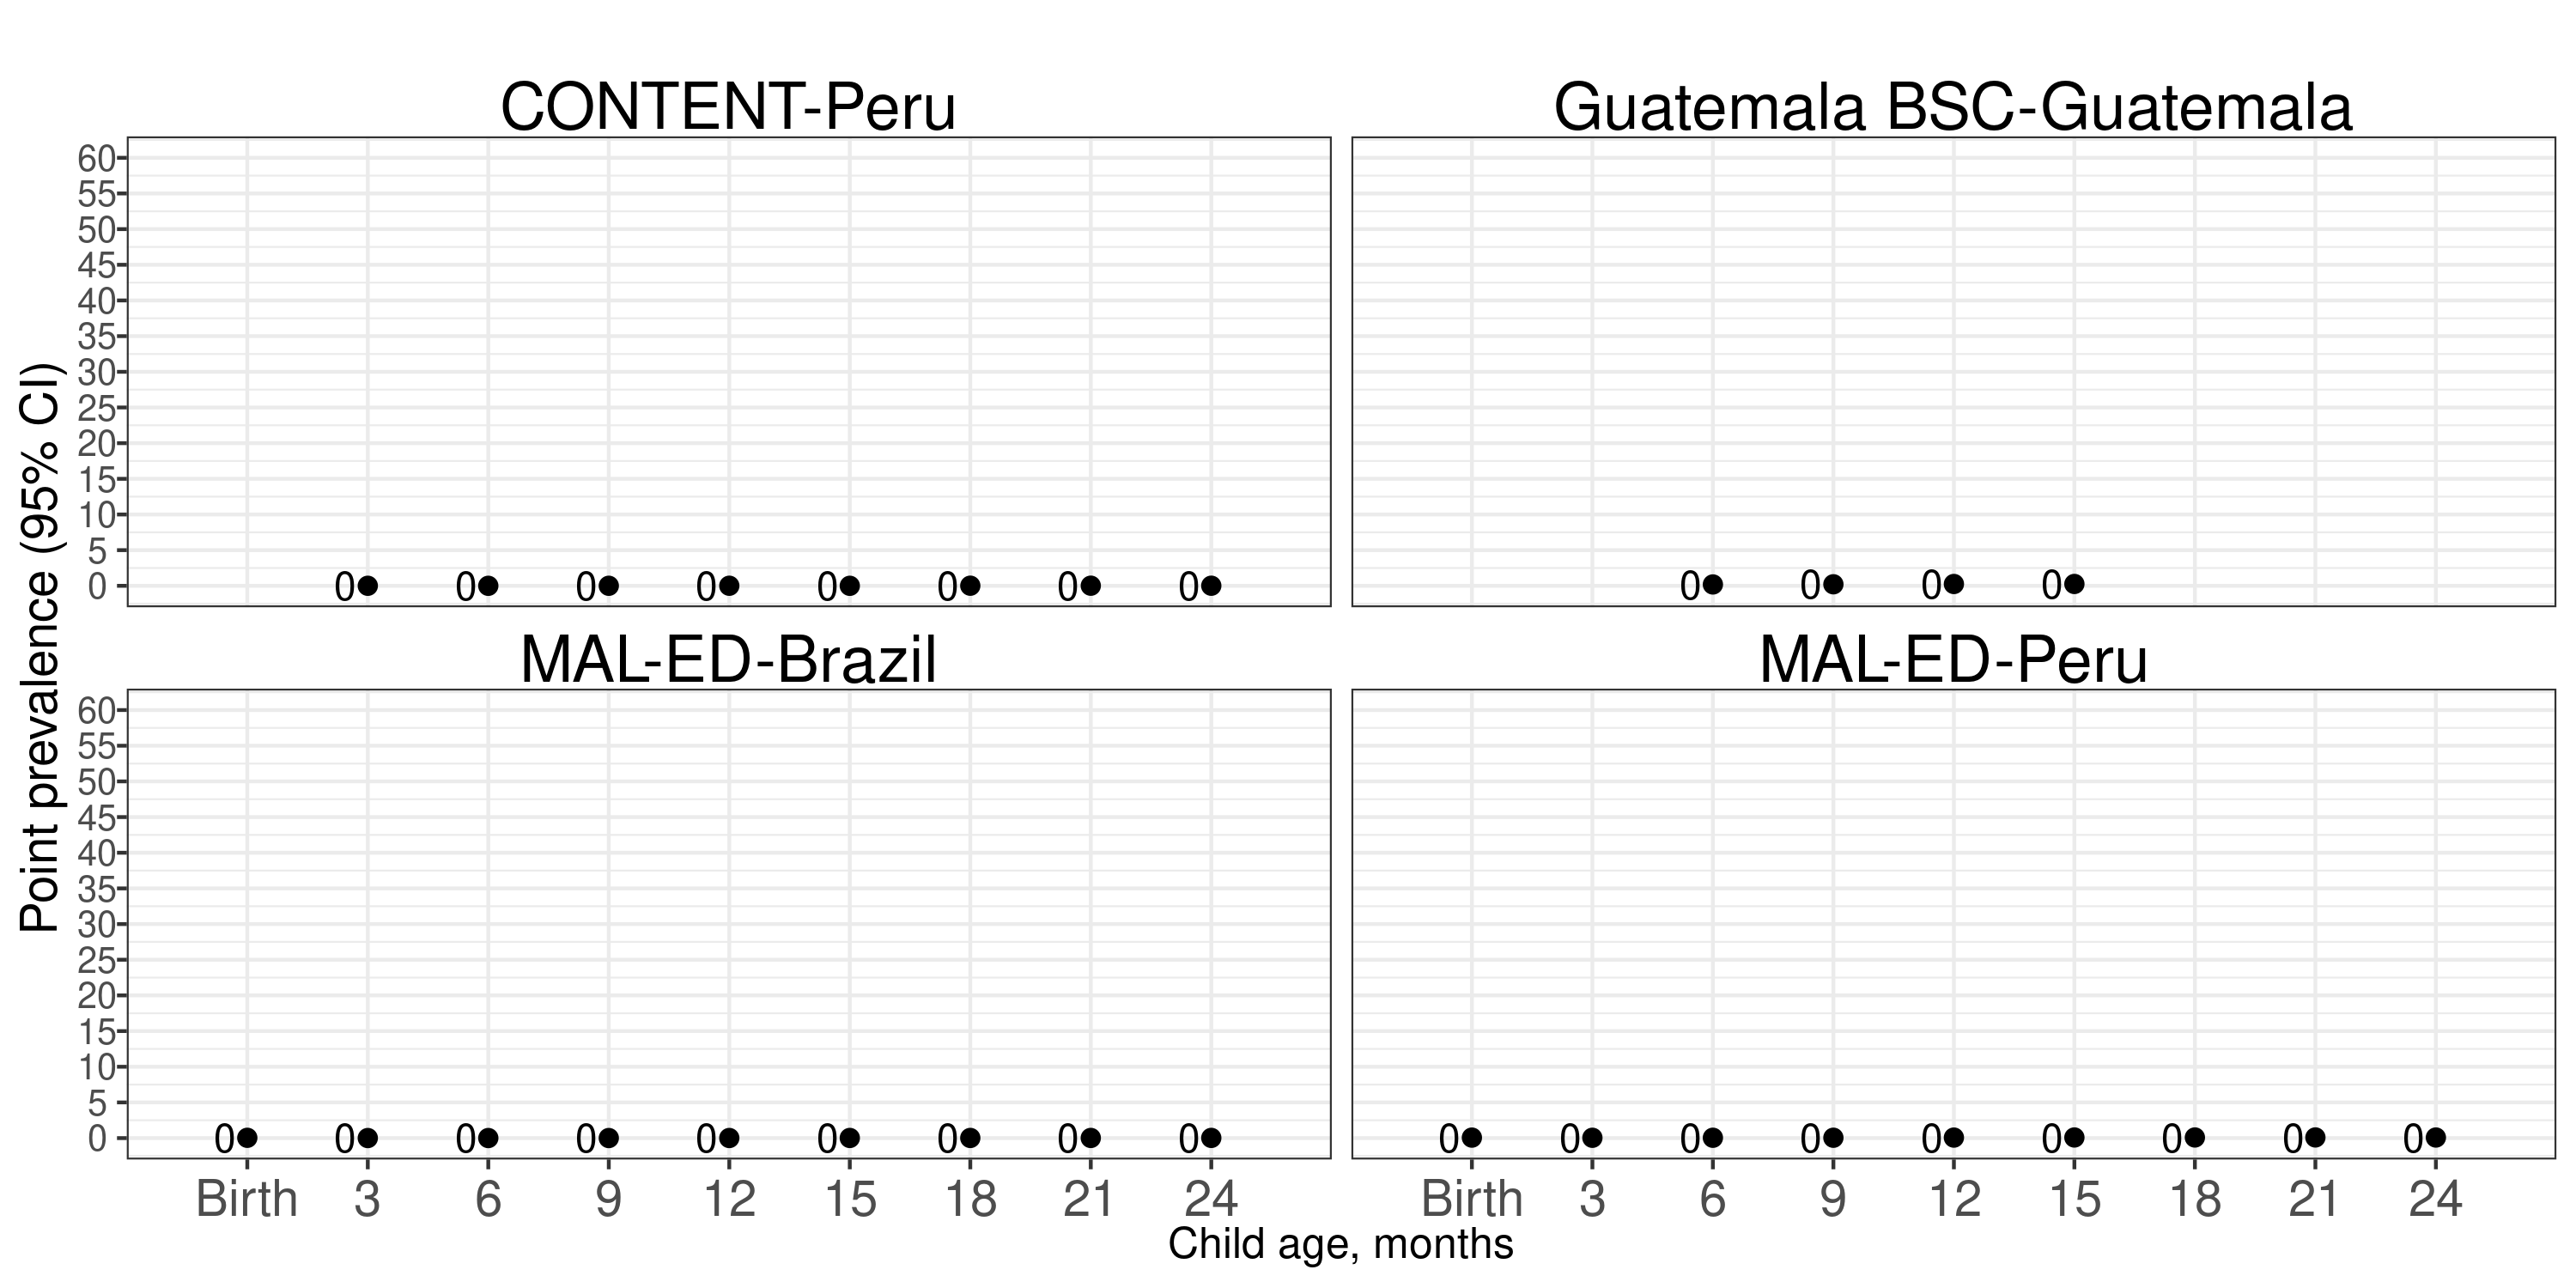 CONTENT-Peru
Guatemala BSC-Guatemala
60
55
50
45
40
35
30
25
20
15
10
5
0
0 0 0 0 0 0 0 0
0 0 0 0
MAL-ED-Brazil
MAL-ED-Peru
60
55
50
45
40
35
30
25
20
15
10
5
0
0 0 0 0 0 0 0 0 0
0 0 0 0 0 0 0 0 0
Birth 3 6 9 12 15 18 21 24
Birth 3 6 9 12 15 18 21 24
Child age, months
Point prevalence (95% CI)